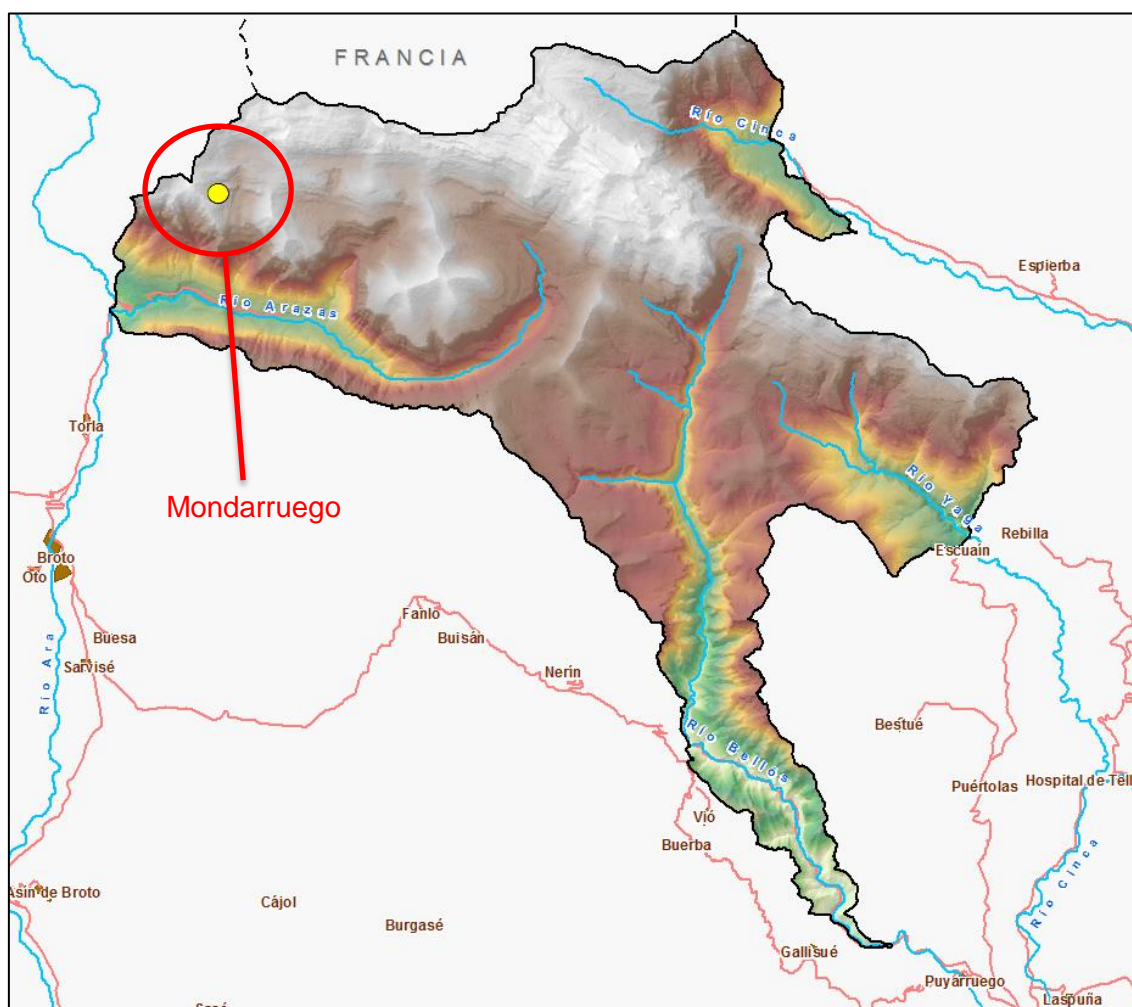 FRANCIA
Río Cinca
Espierba
Río Arazas
Torla
Mondarruego
Río Yaga
Rebilla
Escuaín
Broto
Oto
Fanlo
Buesa
Buisán
Sarvisé
Nerín
Río Ara
Bestué
Río Bellós
Puértolas
Hospital de Tell
Vió
Buerba
Río Cinca
Asín de Broto
Cájol
Burgasé
Gallisué
Puyarruego
Laspuña